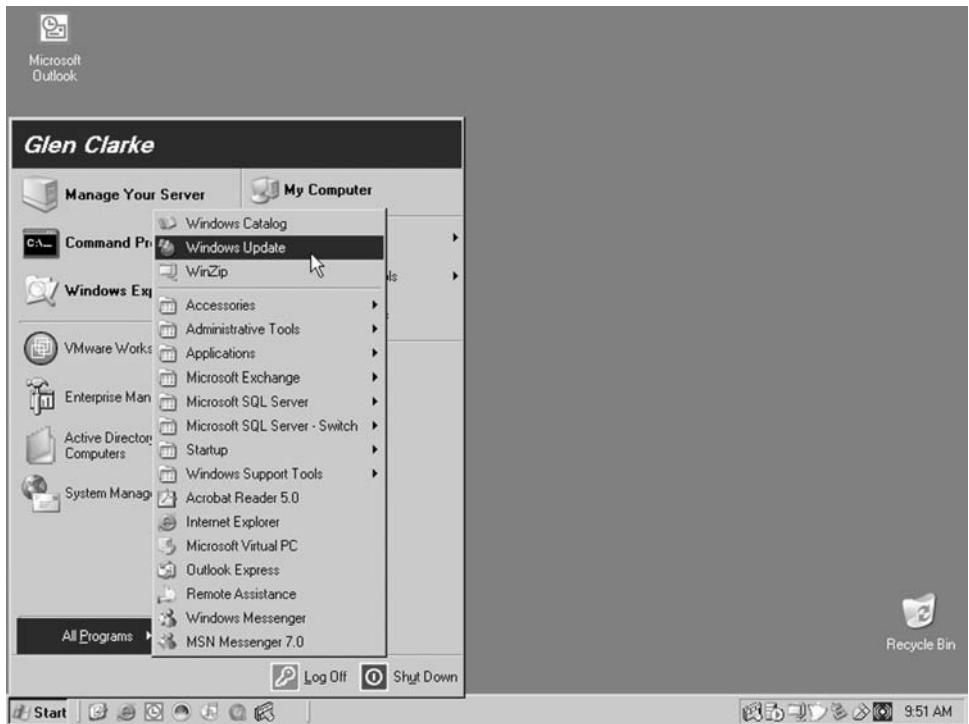 Microsoft
Outlook
Glen Clarke
Manage Your Server
My Computer
Command Pr
Windows Exp
VMware Works
Enterprise Man
Active Director
Computers
System Manag
Windows Catalog
Windows Update
WinZip
ls
Accessories
Administrative Tools
Applications
Microsoft Exchange
Microsoft SQL Server
Microsoft SQL Server - Switch
Startup
Windows Support Tools
Acrobat Reader 5.0
Internet Explorer
Microsoft Virtual PC
Outlook Express
Remote Assistance
Windows Messenger
MSN Messenger 7.0
All Programs
Log Off
Shut Down
Recycle Bin
Start
9:51 AM